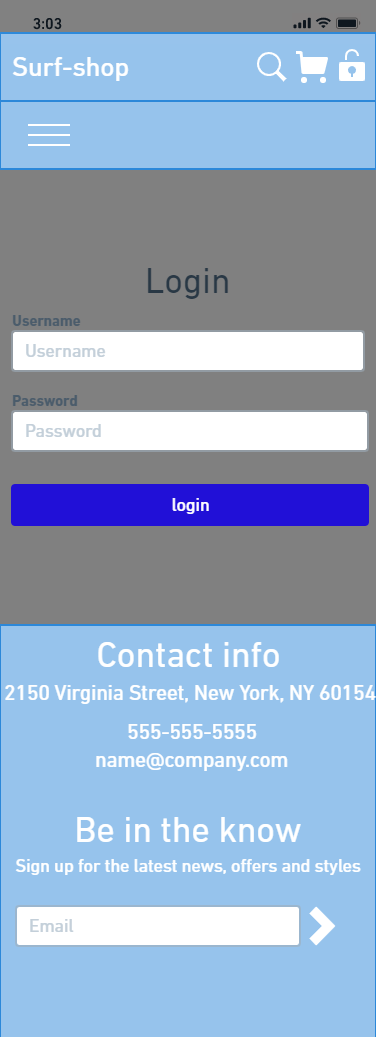 3:03
Surf-shop
Login
Username
Username
Password
Password
login
Contact info
2150 Virginia Street, New York, NY 60154
555-555-5555
name@company.com
Be in the know
Sign up for the latest news, offers and styles
Email